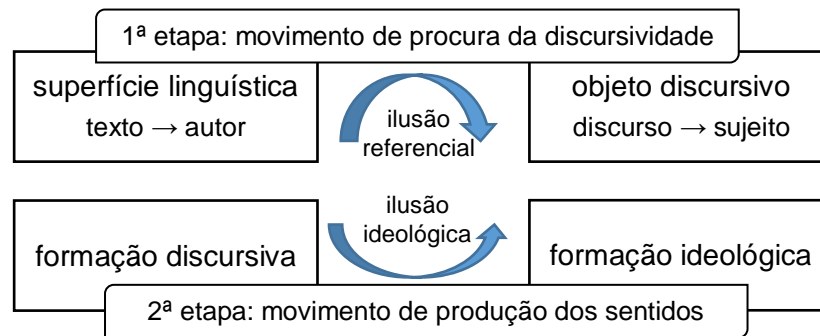 1ª etapa: movimento de procura da discursividade
superfície linguística
texto → autor
ilusão
referencial
objeto discursivo
discurso → sujeito
formação discursiva
ilusão
ideológica
formação ideológica
2ª etapa: movimento de produção dos sentidos